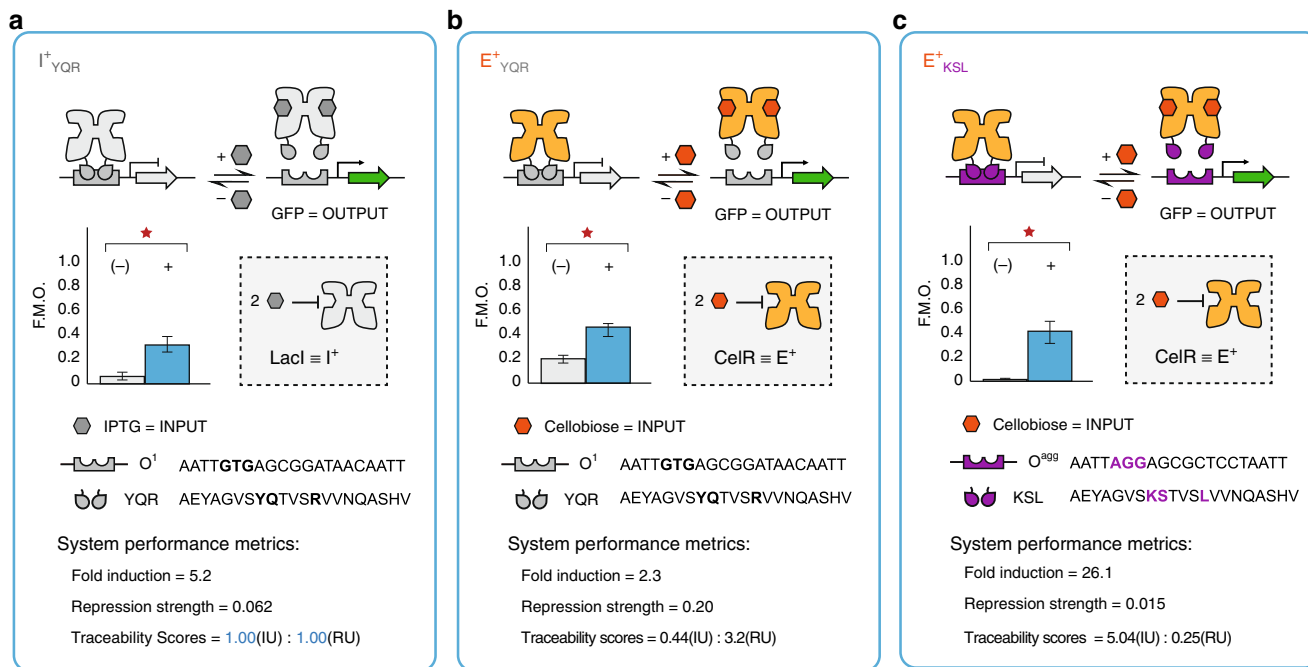 a
I⁺YQR
+
−
GFP = OUTPUT
F.M.O.
1.0
0.8
0.6
0.4
0.2
0
(–)
+
2
LacI ≡ I⁺
IPTG = INPUT
O¹ AATTGTGAGCGGATAACAATT
YQR AEYAGVSYQTVSRVVNQASHV
System performance metrics:
Fold induction = 5.2
Repression strength = 0.062
Traceability Scores = 1.00(IU) : 1.00(RU)
b
E⁺YQR
+
−
GFP = OUTPUT
F.M.O.
1.0
0.8
0.6
0.4
0.2
0
(–)
+
2
CelR ≡ E⁺
Cellobiose = INPUT
O¹ AATTGTGAGCGGATAACAATT
YQR AEYAGVSYQTVSRVVNQASHV
System performance metrics:
Fold induction = 2.3
Repression strength = 0.20
Traceability scores = 0.44(IU) : 3.2(RU)
c
E⁺KSL
+
−
GFP = OUTPUT
F.M.O.
1.0
0.8
0.6
0.4
0.2
0
(–)
+
2
CelR ≡ E⁺
Cellobiose = INPUT
Oᵃᵍᵍ AATTAGGAGCGCTCCTAATT
KSL AEYAGVSKSTVSLVVNQASHV
System performance metrics:
Fold induction = 26.1
Repression strength = 0.015
Traceability scores = 5.04(IU) : 0.25(RU)